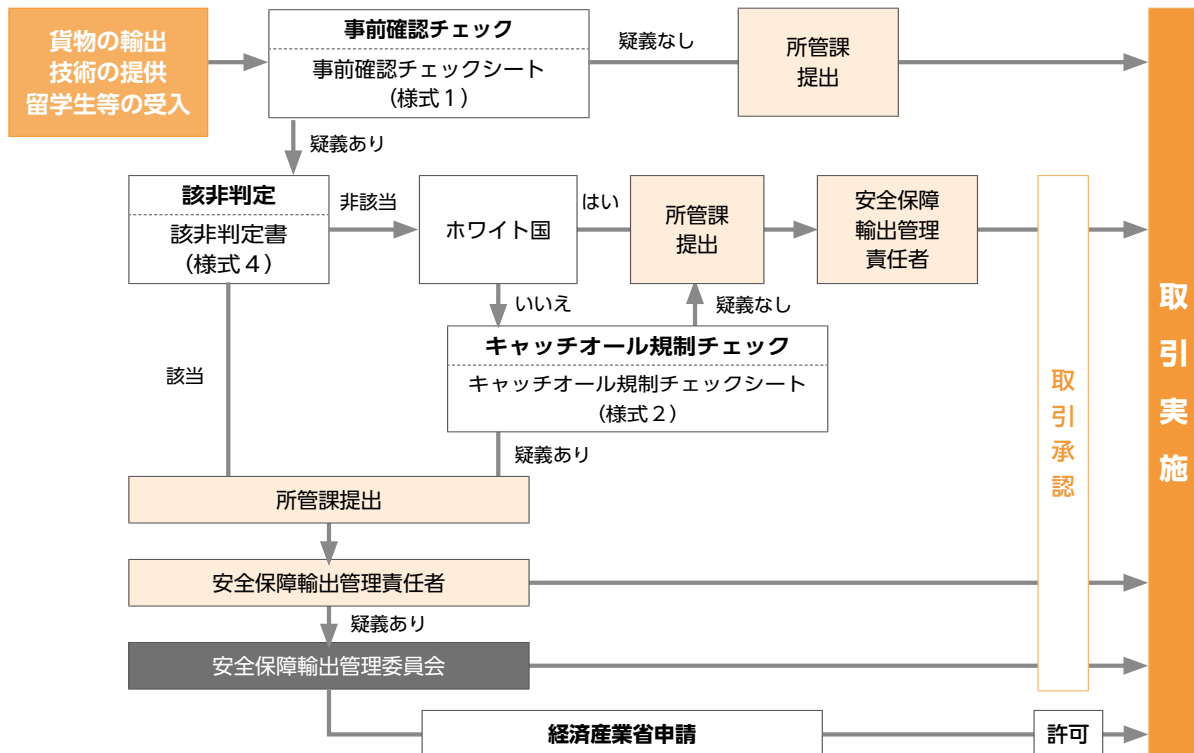 貨物の輸出
技術の提供
留学生等の受入
事前確認チェック
事前確認チェックシート
（様式１）
疑義なし
所管課
提出
疑義あり
該非判定
該非判定書
（様式４）
非該当
ホワイト国
はい
所管課
提出
安全保障
輸出管理
責任者
いいえ
疑義なし
キャッチオール規制チェック
キャッチオール規制チェックシート
（様式２）
該当
疑義あり
所管課提出
安全保障輸出管理責任者
疑義あり
安全保障輸出管理委員会
経済産業省申請
許可
取引承認
取引実施